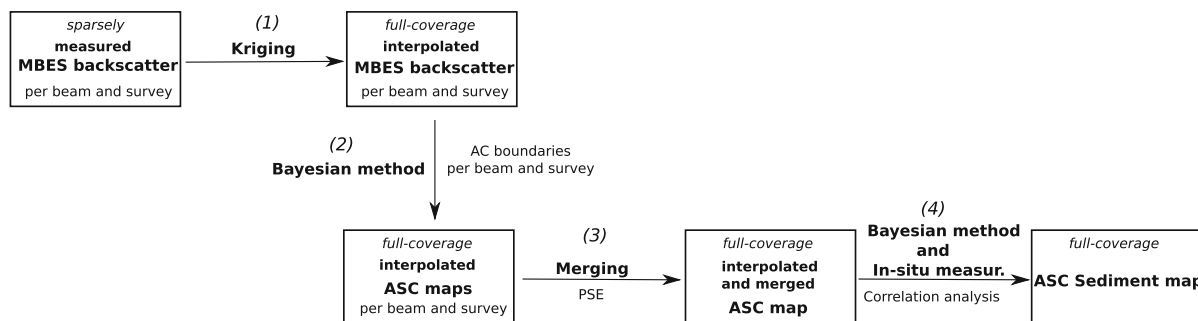 sparsely
measured
MBES backscatter
per beam and survey
(1)
Kriging
full-coverage
interpolated
MBES backscatter
per beam and survey
(2)
Bayesian method
AC boundaries
per beam and survey
full-coverage
interpolated
ASC maps
per beam and survey
(3)
Merging
PSE
full-coverage
interpolated
and merged
ASC map
(4)
Bayesian method
and
In-situ measur.
Correlation analysis
full-coverage
ASC Sediment map